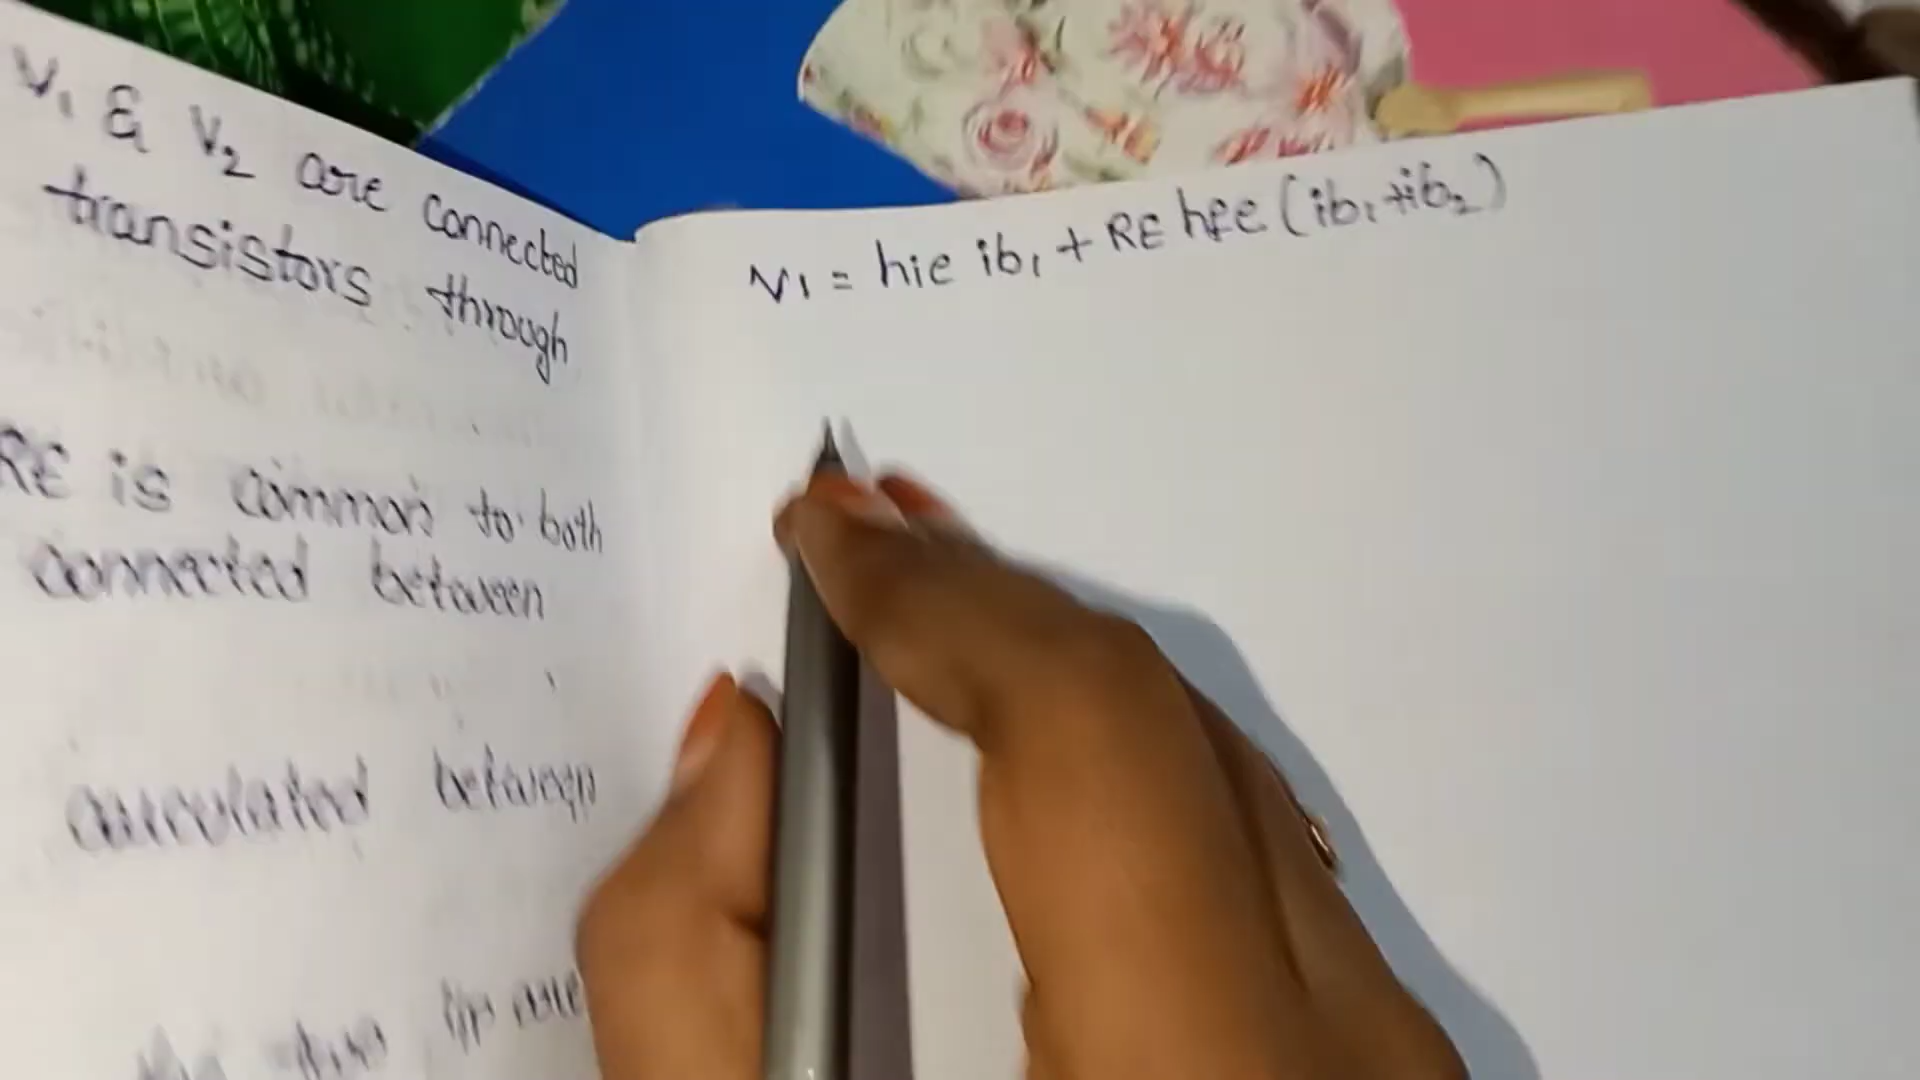 V1 & V2 are connected
transistors through
RE is common to both
connected between
between
V1 = hie ib1 + RE hfe (ib1+ib2)